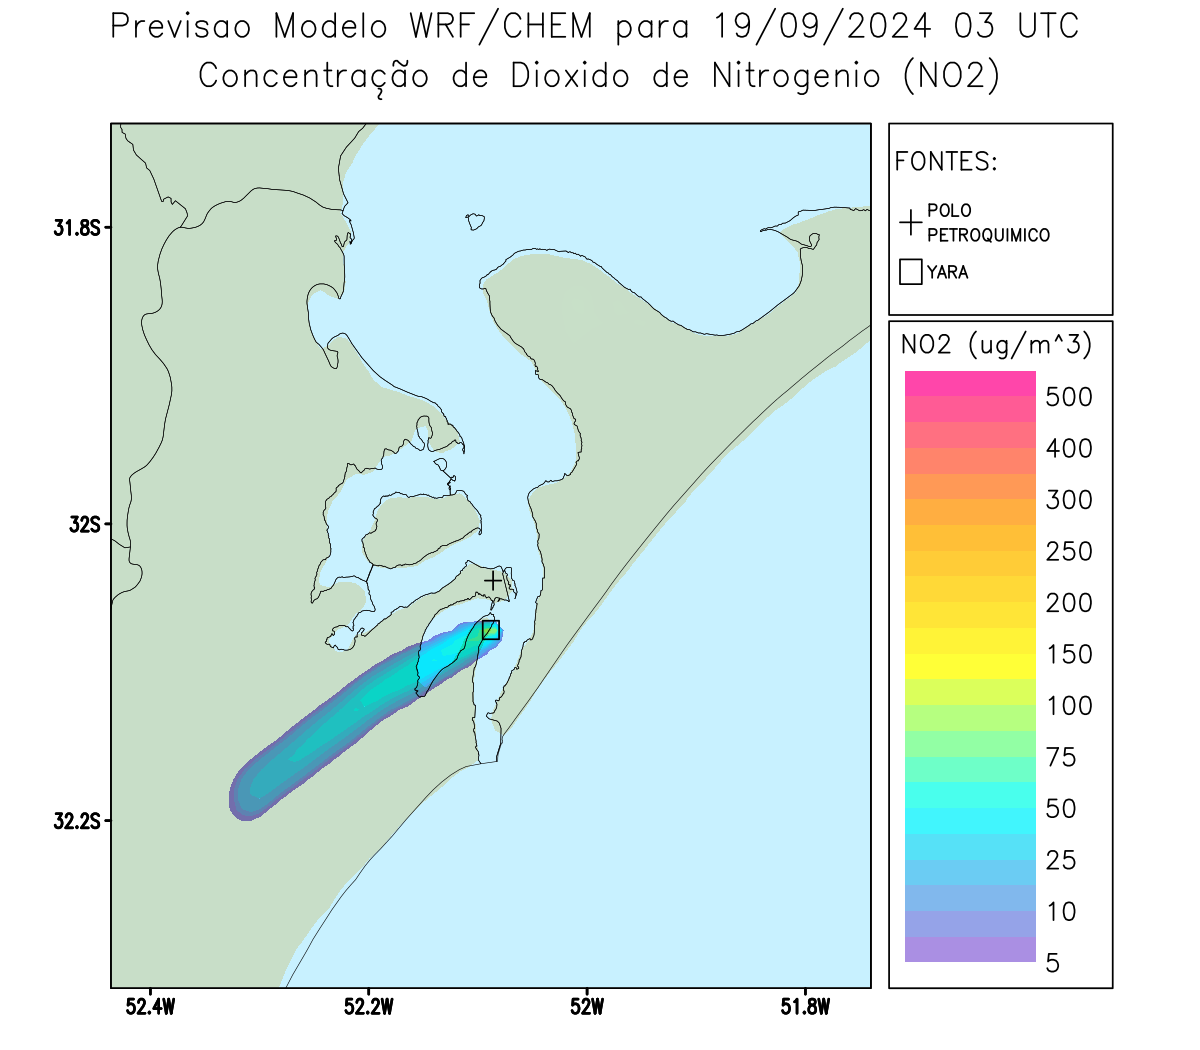 Previsao Modelo WRF/CHEM para 19/09/2024 03 UTC
Concentração de Dioxido de Nitrogenio (NO2)
FONTES:
POLO
PETROQUIMICO
YARA
NO2 (ug/m^3)
500
400
300
250
200
150
100
75
50
25
10
5
31.8S
32S
32.2S
52.4W
52.2W
52W
51.8W